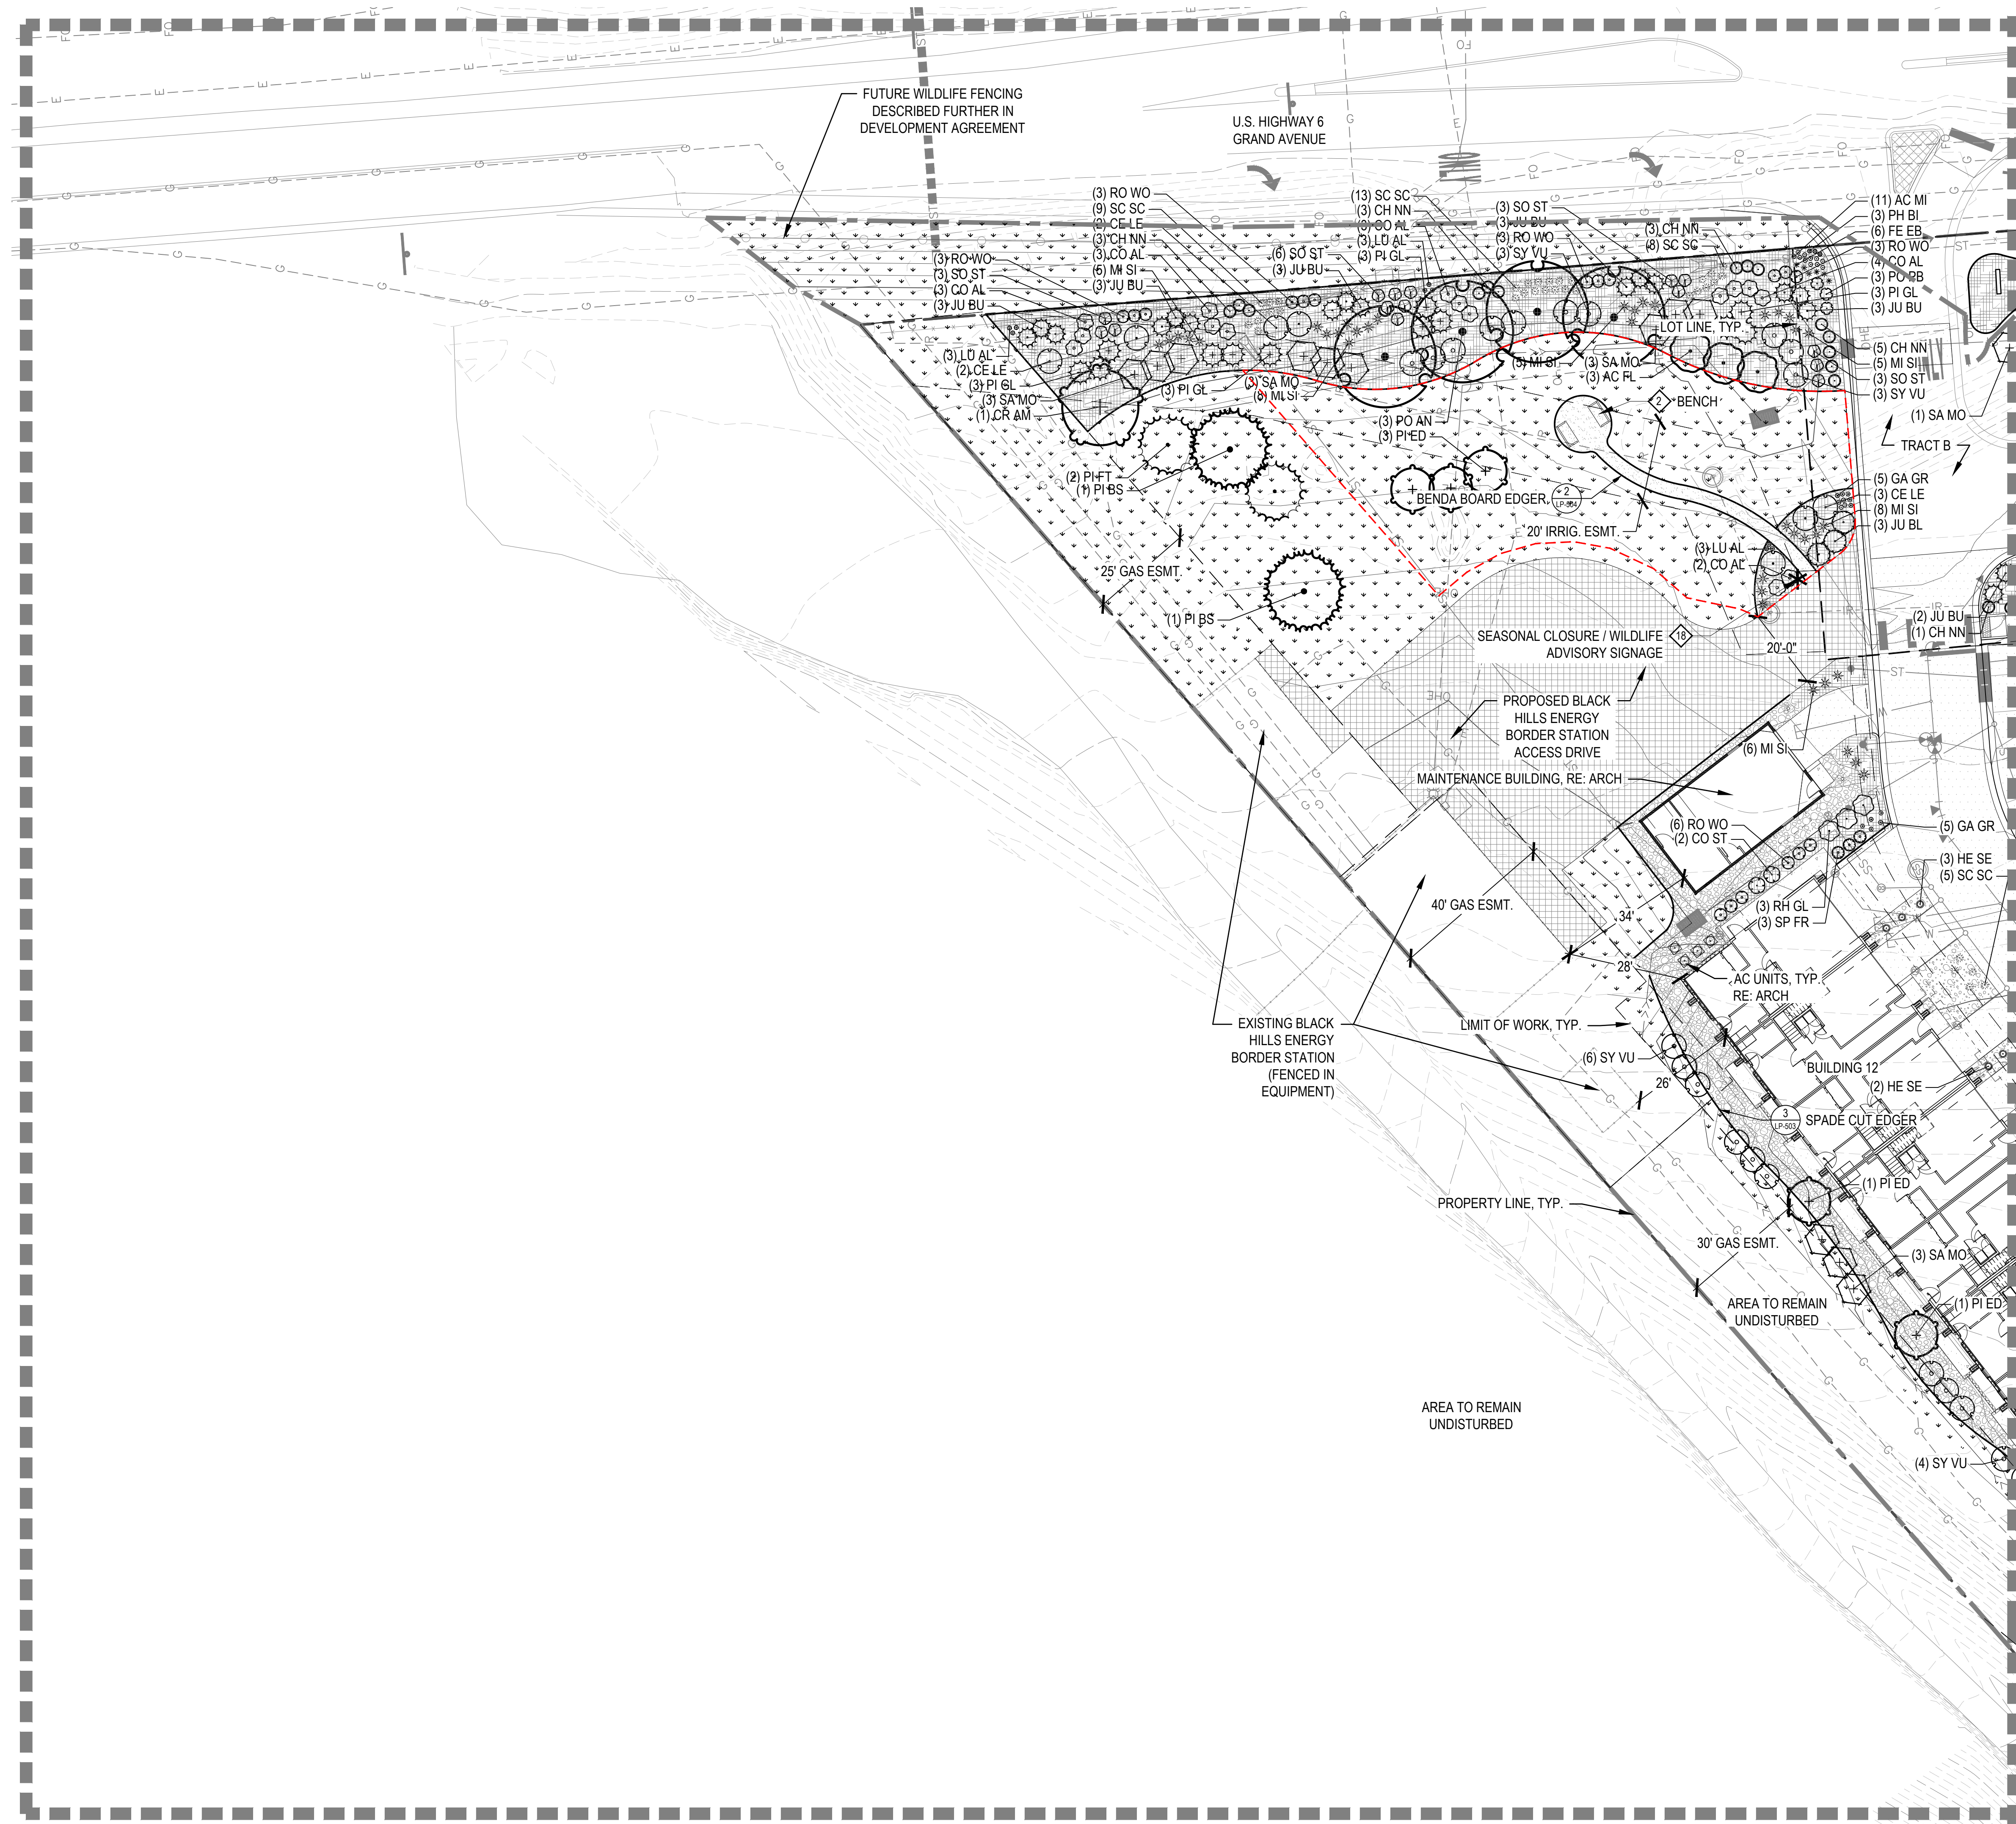 FUTURE WILDLIFE FENCING
DESCRIBED FURTHER IN
DEVELOPMENT AGREEMENT
U.S. HIGHWAY 6
GRAND AVENUE
(3) RO WO
(9) SC SC
(2) CE LE
(3) CH NN
(3) CO AL
(6) MI SI
(3) JU BU
(3) RO WO
(3) SO ST
(3) CO AL
(3) JU BU
(3) LU AL
(2) CE LE
(3) PI GL
(3) SA MO
(1) CR AM
(13) SC SC
(3) CH NN
CO AL
(3) LU AL
(3) PI GL
(6) SO ST
(3) JU BU
(3) SO ST
(3) JU BU
(3) RO WO
(3) SY VU
(3) CH NN
(8) SC SC
(11) AC MI
(3) PH BI
(6) FE EB
(3) RO WO
(4) CO AL
(3) PO PB
(3) PI GL
(3) JU BU
ST
LOT LINE, TYP.
(5) CH NN
(5) MI SI
(3) SO ST
(3) SY VU
(1) SA MO
TRACT B
(3) PI GL
(3) SA MO
(8) MI SI
(5) MI SI
(3) SA MO
(3) AC FL
2 BENCH
(3) PO AN
(3) PI ED
(2) PI FT
(1) PI BS
BENDA BOARD EDGER
2
LP-504
20' IRRIG. ESMT.
(5) GA GR
(3) CE LE
(8) MI SI
(3) JU BL
(3) LU AL
(2) CO AL
25' GAS ESMT.
(1) PI BS
(2) JU BU
(1) CH NN
SEASONAL CLOSURE / WILDLIFE 18
ADVISORY SIGNAGE
20'-0"
ST
OHE
PROPOSED BLACK
HILLS ENERGY
BORDER STATION
ACCESS DRIVE
(6) MI SI
MAINTENANCE BUILDING, RE: ARCH
(6) RO WO
(2) CO ST
(5) GA GR
(3) HE SE
(5) SC SC
40' GAS ESMT.
34'
(3) RH GL
(3) SP FR
28'
AC UNITS, TYP.
RE: ARCH
EXISTING BLACK
HILLS ENERGY
BORDER STATION
(FENCED IN
EQUIPMENT)
LIMIT OF WORK, TYP.
(6) SY VU
26'
BUILDING 12
(2) HE SE
3
LP-503
SPADE CUT EDGER
(1) PI ED
PROPERTY LINE, TYP.
30' GAS ESMT.
(3) SA MO
AREA TO REMAIN
UNDISTURBED
(1) PI ED
AREA TO REMAIN
UNDISTURBED
(4) SY VU